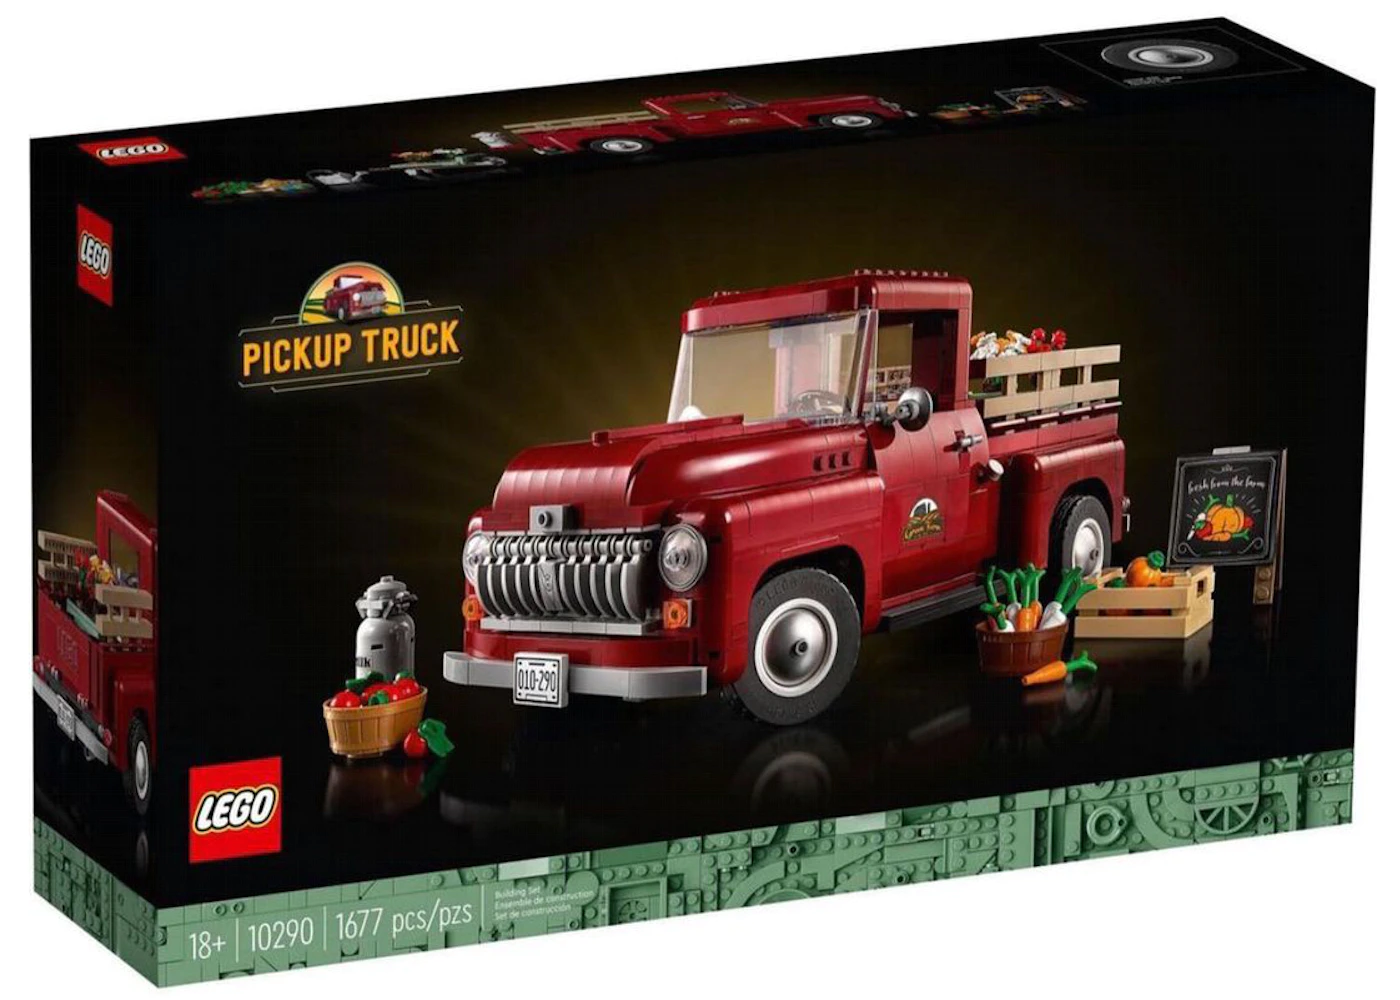 LEGO
LEGO
PICKUP TRUCK
fresh from the farm
010-290
Milk
LEGO
18+ 10290 1677 pcs/pzs
Building Set
Ensemble de construction
Set de construcción